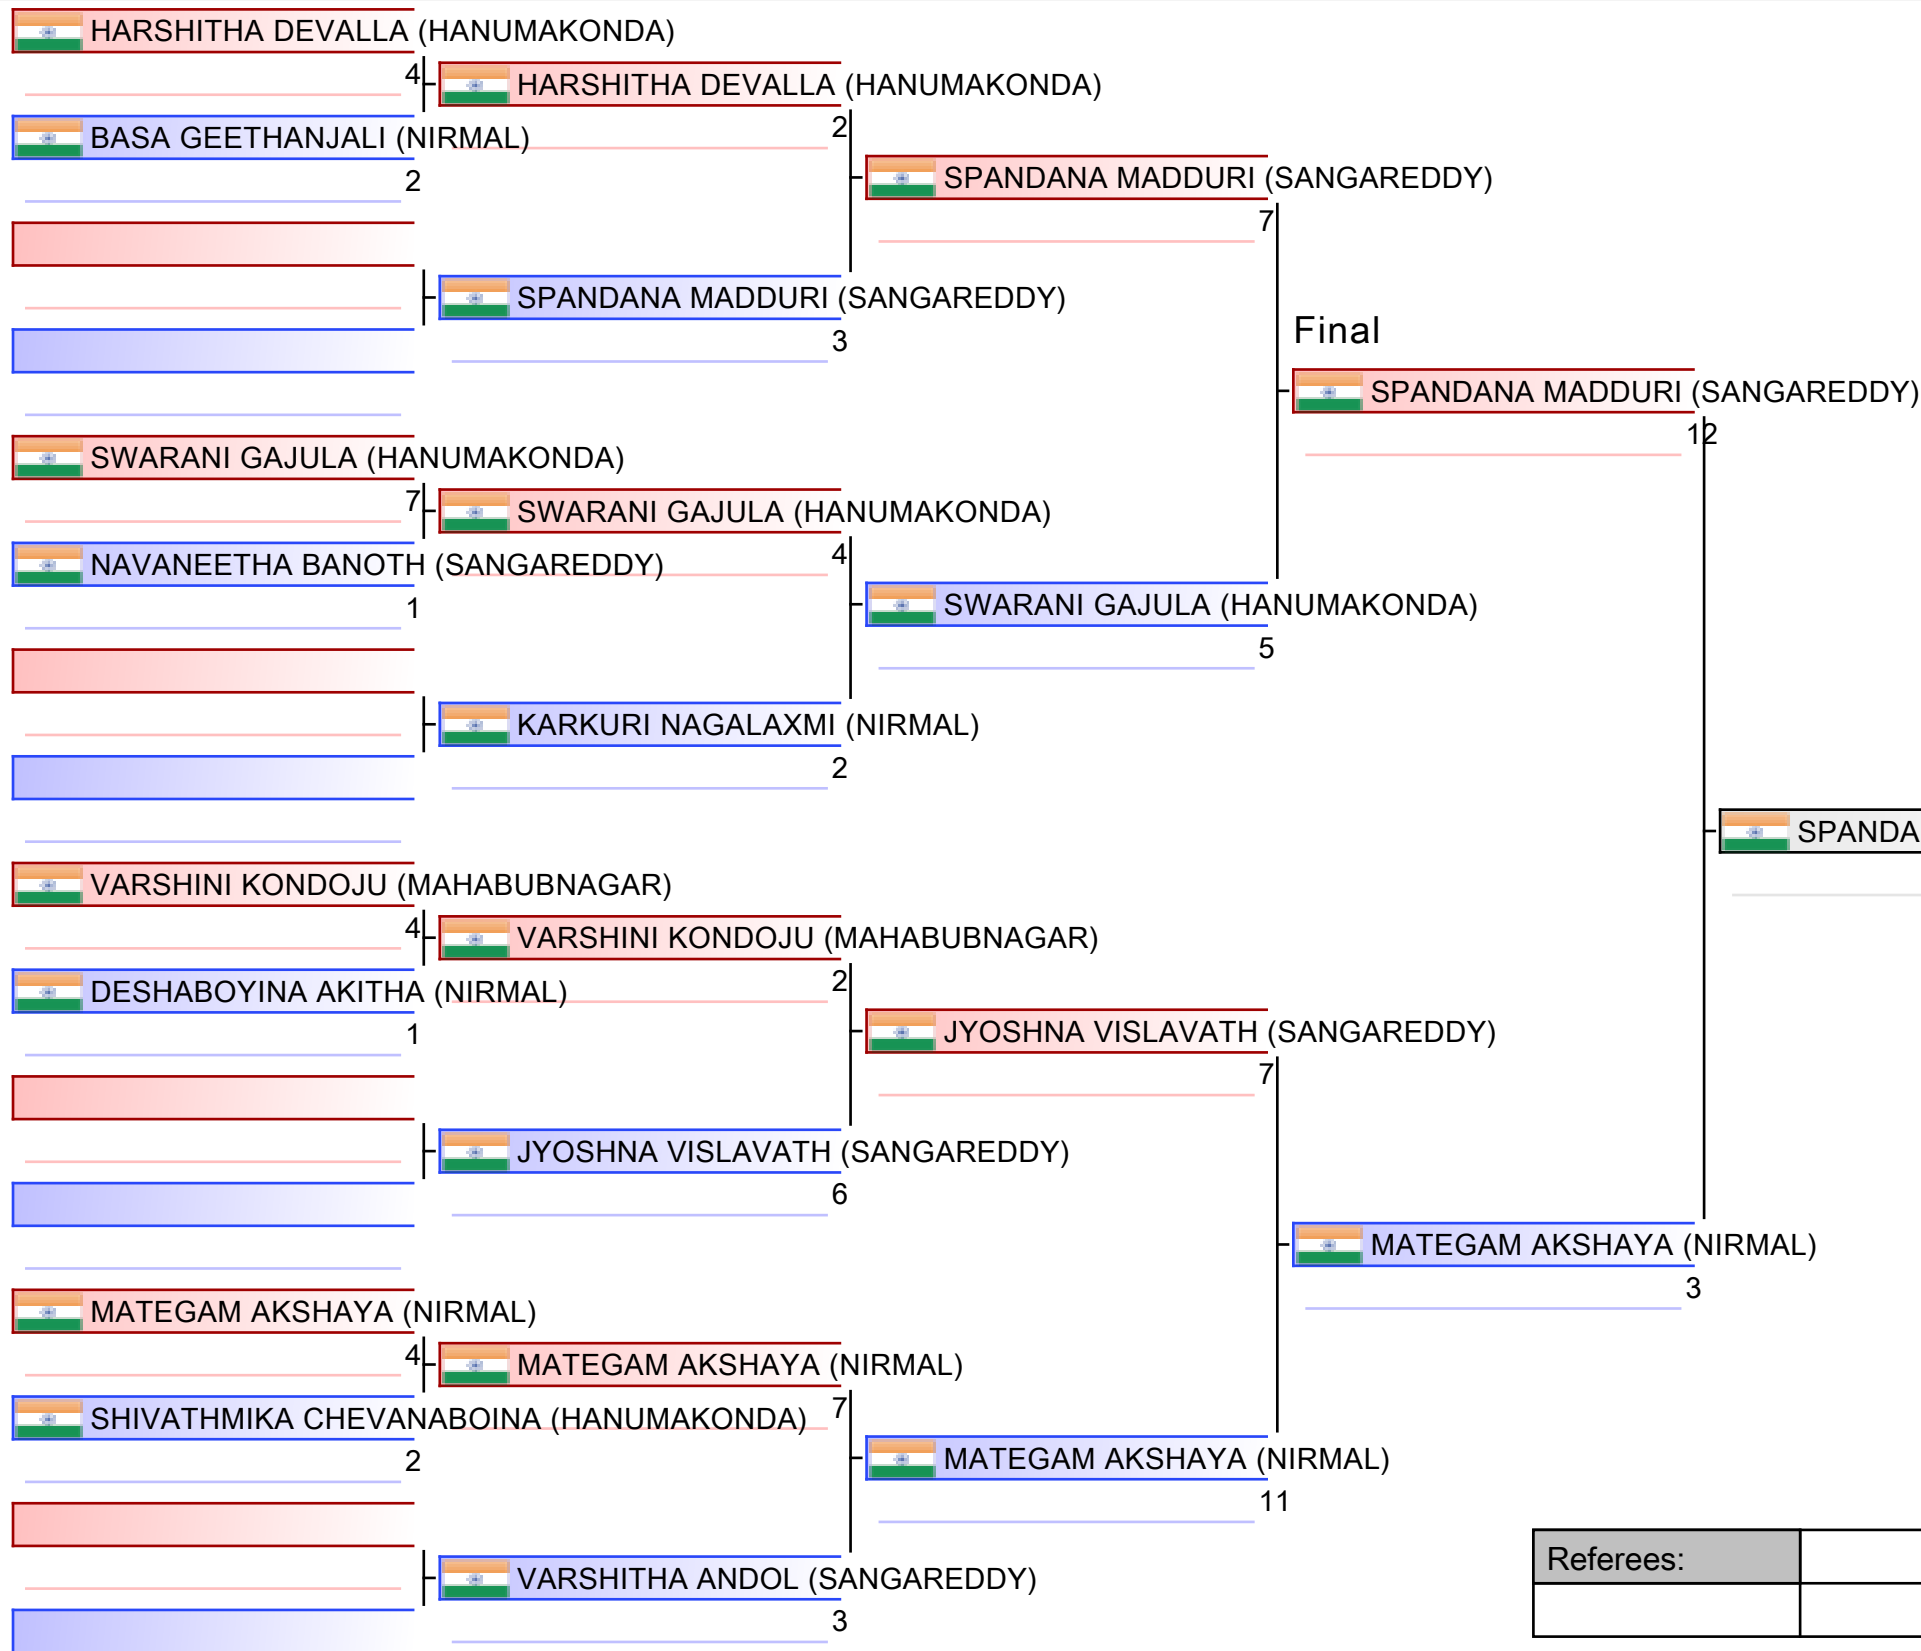 HARSHITHA DEVALLA (HANUMAKONDA)
4
HARSHITHA DEVALLA (HANUMAKONDA)
2
BASA GEETHANJALI (NIRMAL)
2
SPANDANA MADDURI (SANGAREDDY)
7
SPANDANA MADDURI (SANGAREDDY)
3
Final
SPANDANA MADDURI (SANGAREDDY)
12
SWARANI GAJULA (HANUMAKONDA)
7
SWARANI GAJULA (HANUMAKONDA)
4
NAVANEETHA BANOTH (SANGAREDDY)
1
SWARANI GAJULA (HANUMAKONDA)
5
KARKURI NAGALAXMI (NIRMAL)
2
SPANDA
VARSHINI KONDOJU (MAHABUBNAGAR)
4
VARSHINI KONDOJU (MAHABUBNAGAR)
2
DESHABOYINA AKITHA (NIRMAL)
1
JYOSHNA VISLAVATH (SANGAREDDY)
7
JYOSHNA VISLAVATH (SANGAREDDY)
6
MATEGAM AKSHAYA (NIRMAL)
3
MATEGAM AKSHAYA (NIRMAL)
4
MATEGAM AKSHAYA (NIRMAL)
7
SHIVATHMIKA CHEVANABOINA (HANUMAKONDA)
2
MATEGAM AKSHAYA (NIRMAL)
11
VARSHITHA ANDOL (SANGAREDDY)
3
Referees: